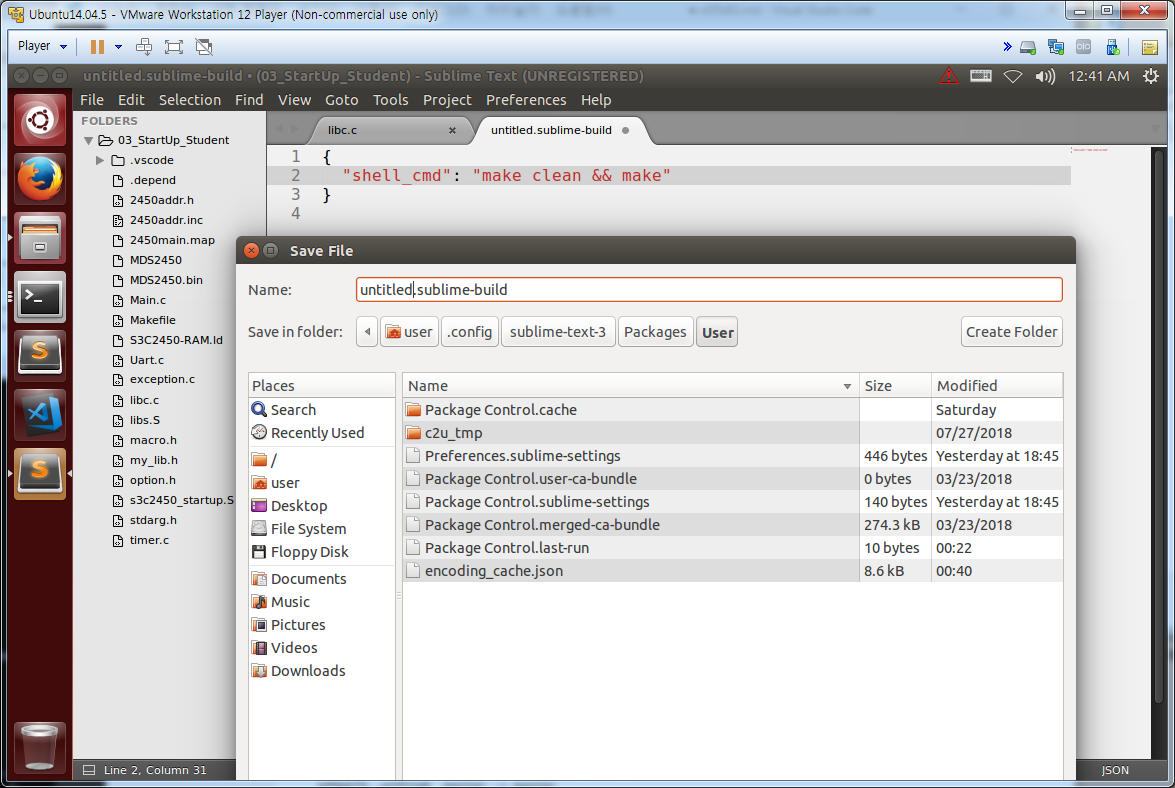 Ubuntu14.04.5 - VMware Workstation 12 Player (Non-commercial use only)
Player
untitled.sublime-build • (03_StartUp_Student) - Sublime Text (UNREGISTERED)
12:41 AM
File Edit Selection Find View Goto Tools Project Preferences Help
FOLDERS
03_StartUp_Student
.vscode
.depend
2450addr.h
2450addr.inc
2450main.map
MDS2450
MDS2450.bin
Main.c
Makefile
S3C2450-RAM.ld
Uart.c
exception.c
libc.c
libs.S
macro.h
my_lib.h
option.h
s3c2450_startup.S
stdarg.h
timer.c
libc.c
untitled.sublime-build
1 {
2 "shell_cmd": "make clean && make"
3 }
4
Save File
Name: untitled.sublime-build
Save in folder: user .config sublime-text-3 Packages User Create Folder
Places
Search
Recently Used
/
user
Desktop
File System
Floppy Disk
Documents
Music
Pictures
Videos
Downloads
Name Size Modified
Package Control.cache Saturday
c2u_tmp 07/27/2018
Preferences.sublime-settings 446 bytes Yesterday at 18:45
Package Control.user-ca-bundle 0 bytes 03/23/2018
Package Control.sublime-settings 140 bytes Yesterday at 18:45
Package Control.merged-ca-bundle 274.3 kB 03/23/2018
Package Control.last-run 10 bytes 00:22
encoding_cache.json 8.6 kB 00:40
Line 2, Column 31
JSON